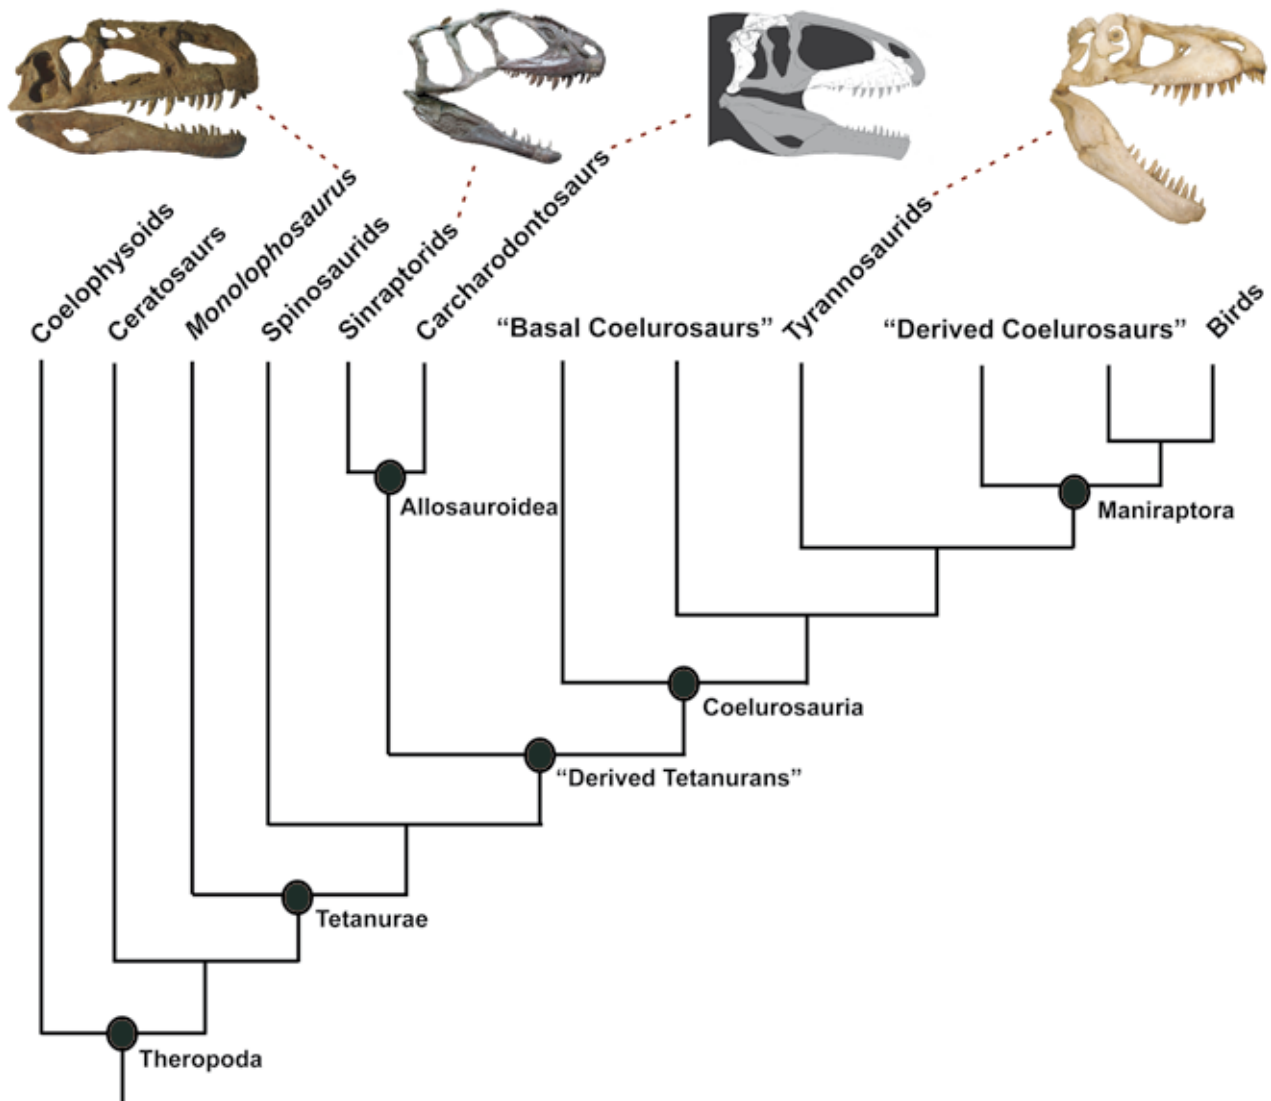 Coelophysoids
Ceratosaurs
Monolophosaurus
Spinosaurids
Sinraptorids
Carcharodontosaurs
“Basal Coelurosaurs”
Tyrannosaurids
“Derived Coelurosaurs”
Birds
Allosauroidea
Maniraptora
Coelurosauria
“Derived Tetanurans”
Tetanurae
Theropoda